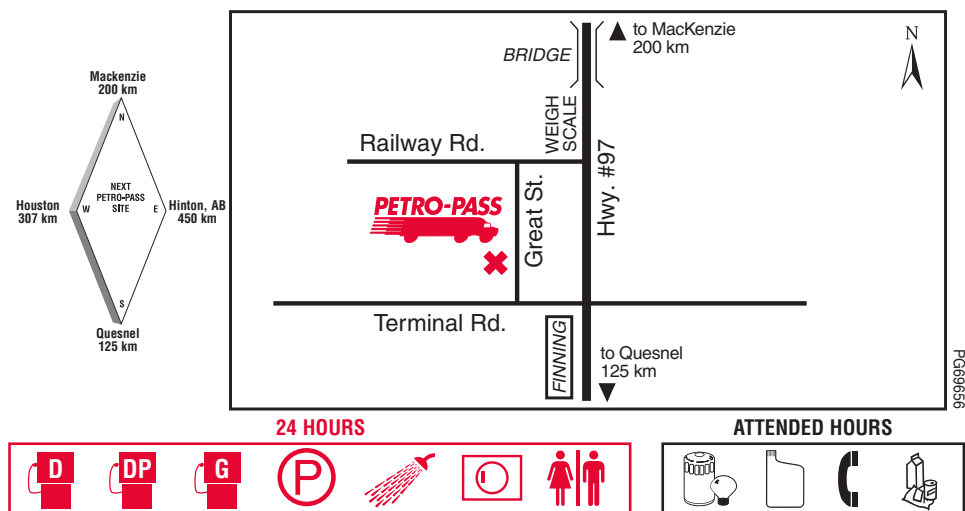 Mackenzie
200 km
N
NEXT
PETRO-PASS
SITE
Houston
307 km
W
E
Hinton, AB
450 km
S
Quesnel
125 km
to MacKenzie
200 km
N
BRIDGE
WEIGH
SCALE
Railway Rd.
Hwy. #97
PETRO-PASS
Great St.
Terminal Rd.
FINNING
to Quesnel
125 km
PG69656
24 HOURS
D
DP
G
P
ATTENDED HOURS